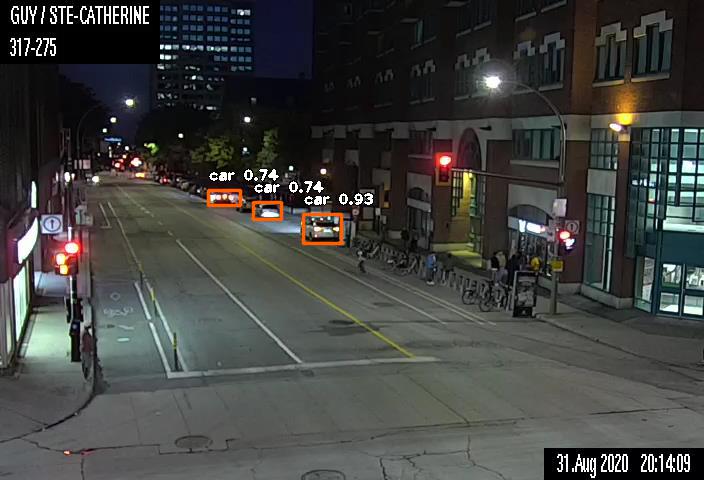 GUY / STE-CATHERINE
317-275
car 0.74
car 0.74
car 0.93
31.Aug 2020 20:14:09